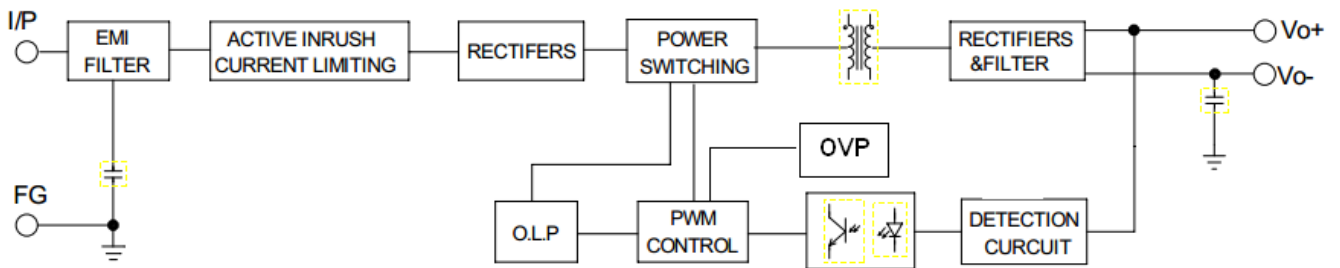 I/P
EMI
FILTER
ACTIVE INRUSH
CURRENT LIMITING
RECTIFERS
POWER
SWITCHING
RECTIFIERS
&FILTER
Vo+
Vo-
OVP
FG
O.L.P
PWM
CONTROL
DETECTION
CURCUIT